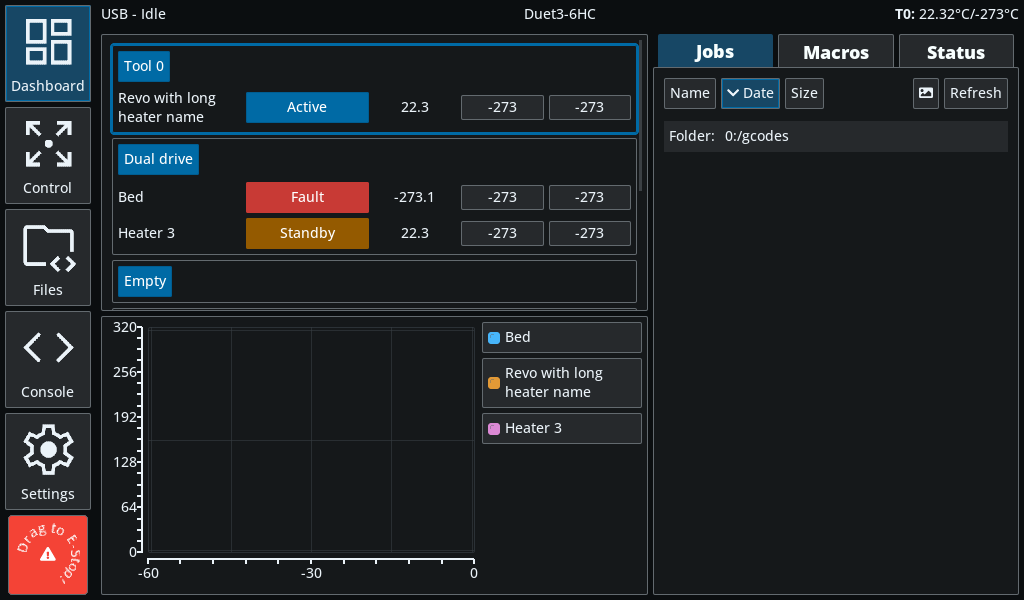 USB - Idle
Duet3-6HC
T0: 22.32°C/-273°C
Dashboard
Control
Files
Console
Settings
Drag to E-Stop!
Tool 0
Revo with long
heater name
Active
22.3
-273
-273
Dual drive
Bed
Fault
-273.1
-273
-273
Heater 3
Standby
22.3
-273
-273
Empty
320
256
192
128
64
0
-60
-30
0
Bed
Revo with long
heater name
Heater 3
Jobs
Macros
Status
Name
Date
Size
Refresh
Folder: 0:/gcodes